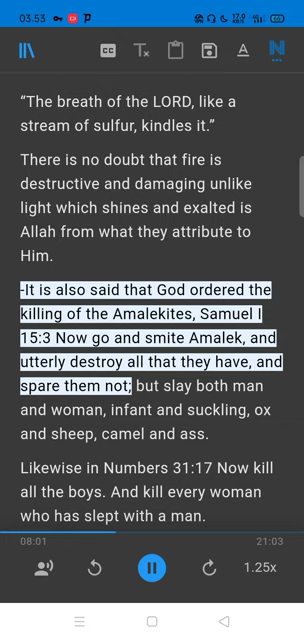 03.53
17.0
KB/S
4G
CC
A
N
“The breath of the LORD, like a
stream of sulfur, kindles it.”
There is no doubt that fire is
destructive and damaging unlike
light which shines and exalted is
Allah from what they attribute to
Him.
-It is also said that God ordered the
killing of the Amalekites, Samuel I
15:3 Now go and smite Amalek, and
utterly destroy all that they have, and
spare them not; but slay both man
and woman, infant and suckling, ox
and sheep, camel and ass.
Likewise in Numbers 31:17 Now kill
all the boys. And kill every woman
who has slept with a man.
08:01
21:03
1.25x